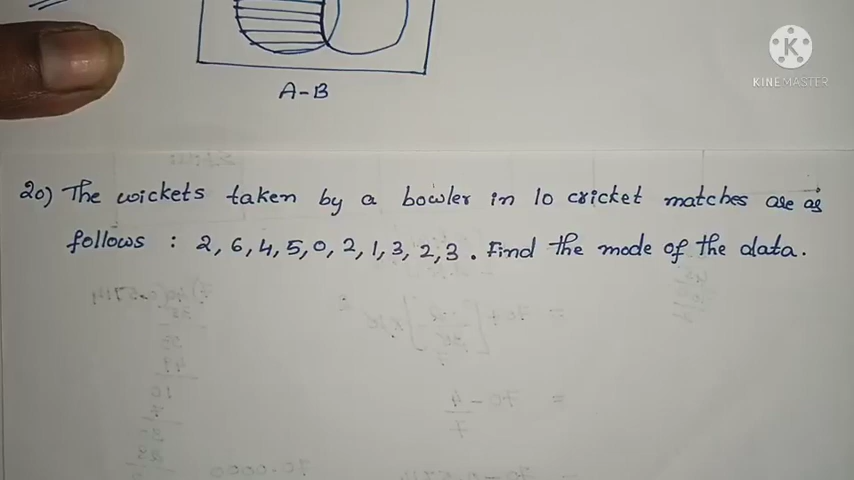 K
KINEMASTER
A-B
20) The wickets taken by a bowler in 10 cricket matches are as
follows : 2, 6, 4, 5, 0, 2, 1, 3, 2, 3. Find the mode of the data.